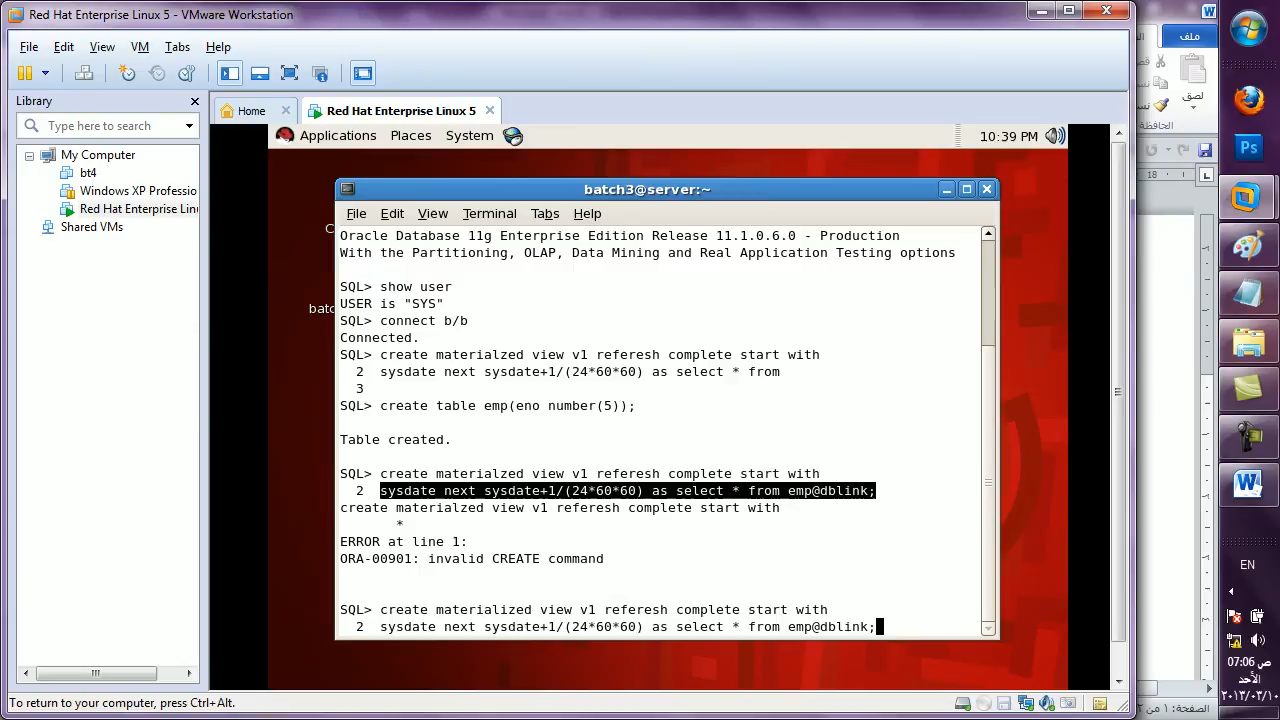 Red Hat Enterprise Linux 5 - VMware Workstation
File Edit View VM Tabs Help
Library
Type here to search
My Computer
bt4
Windows XP Professio
Red Hat Enterprise Lin
Shared VMs
Home
Red Hat Enterprise Linux 5
Applications Places System
10:39 PM
batch3@server:~
File Edit View Terminal Tabs Help
Oracle Database 11g Enterprise Edition Release 11.1.0.6.0 - Production
With the Partitioning, OLAP, Data Mining and Real Application Testing options
SQL> show user
USER is "SYS"
SQL> connect b/b
Connected.
SQL> create materialzed view v1 referesh complete start with
2 sysdate next sysdate+1/(24*60*60) as select * from
3
SQL> create table emp(eno number(5));
Table created.
SQL> create materialzed view v1 referesh complete start with
2 sysdate next sysdate+1/(24*60*60) as select * from emp@dblink;
create materialzed view v1 referesh complete start with
*
ERROR at line 1:
ORA-00901: invalid CREATE command
SQL> create materialized view v1 referesh complete start with
2 sysdate next sysdate+1/(24*60*60) as select * from emp@dblink;
batc
To return to your computer, press Ctrl+Alt.
ملف
لصق
الحافظة
18
Ps
EN
07:06 ص
الأحد
٢٠١٣/٠٣/١٠